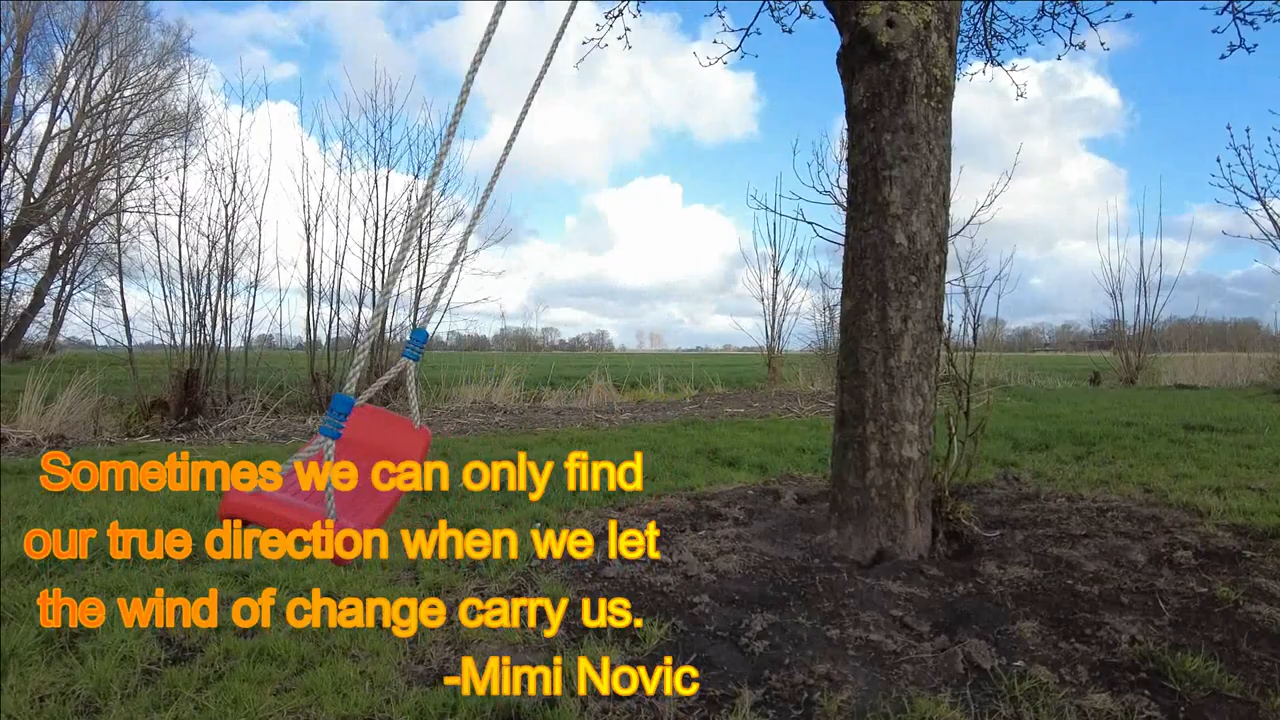 Sometimes we can only find
our true direction when we let
the wind of change carry us.
-Mimi Novic